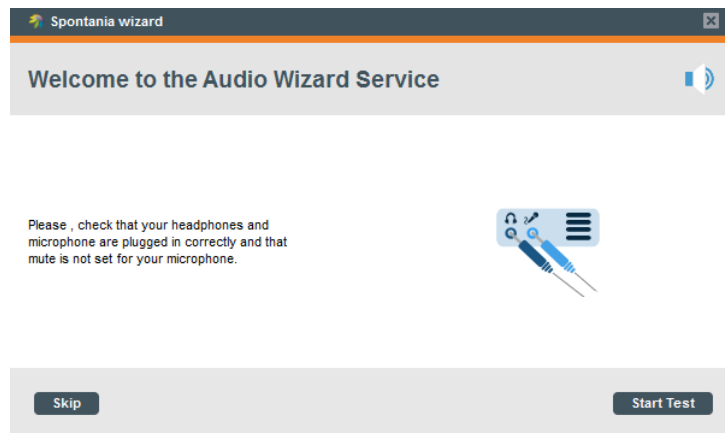 Spontania wizard
Welcome to the Audio Wizard Service
Please , check that your headphones and
microphone are plugged in correctly and that
mute is not set for your microphone.
Skip
Start Test